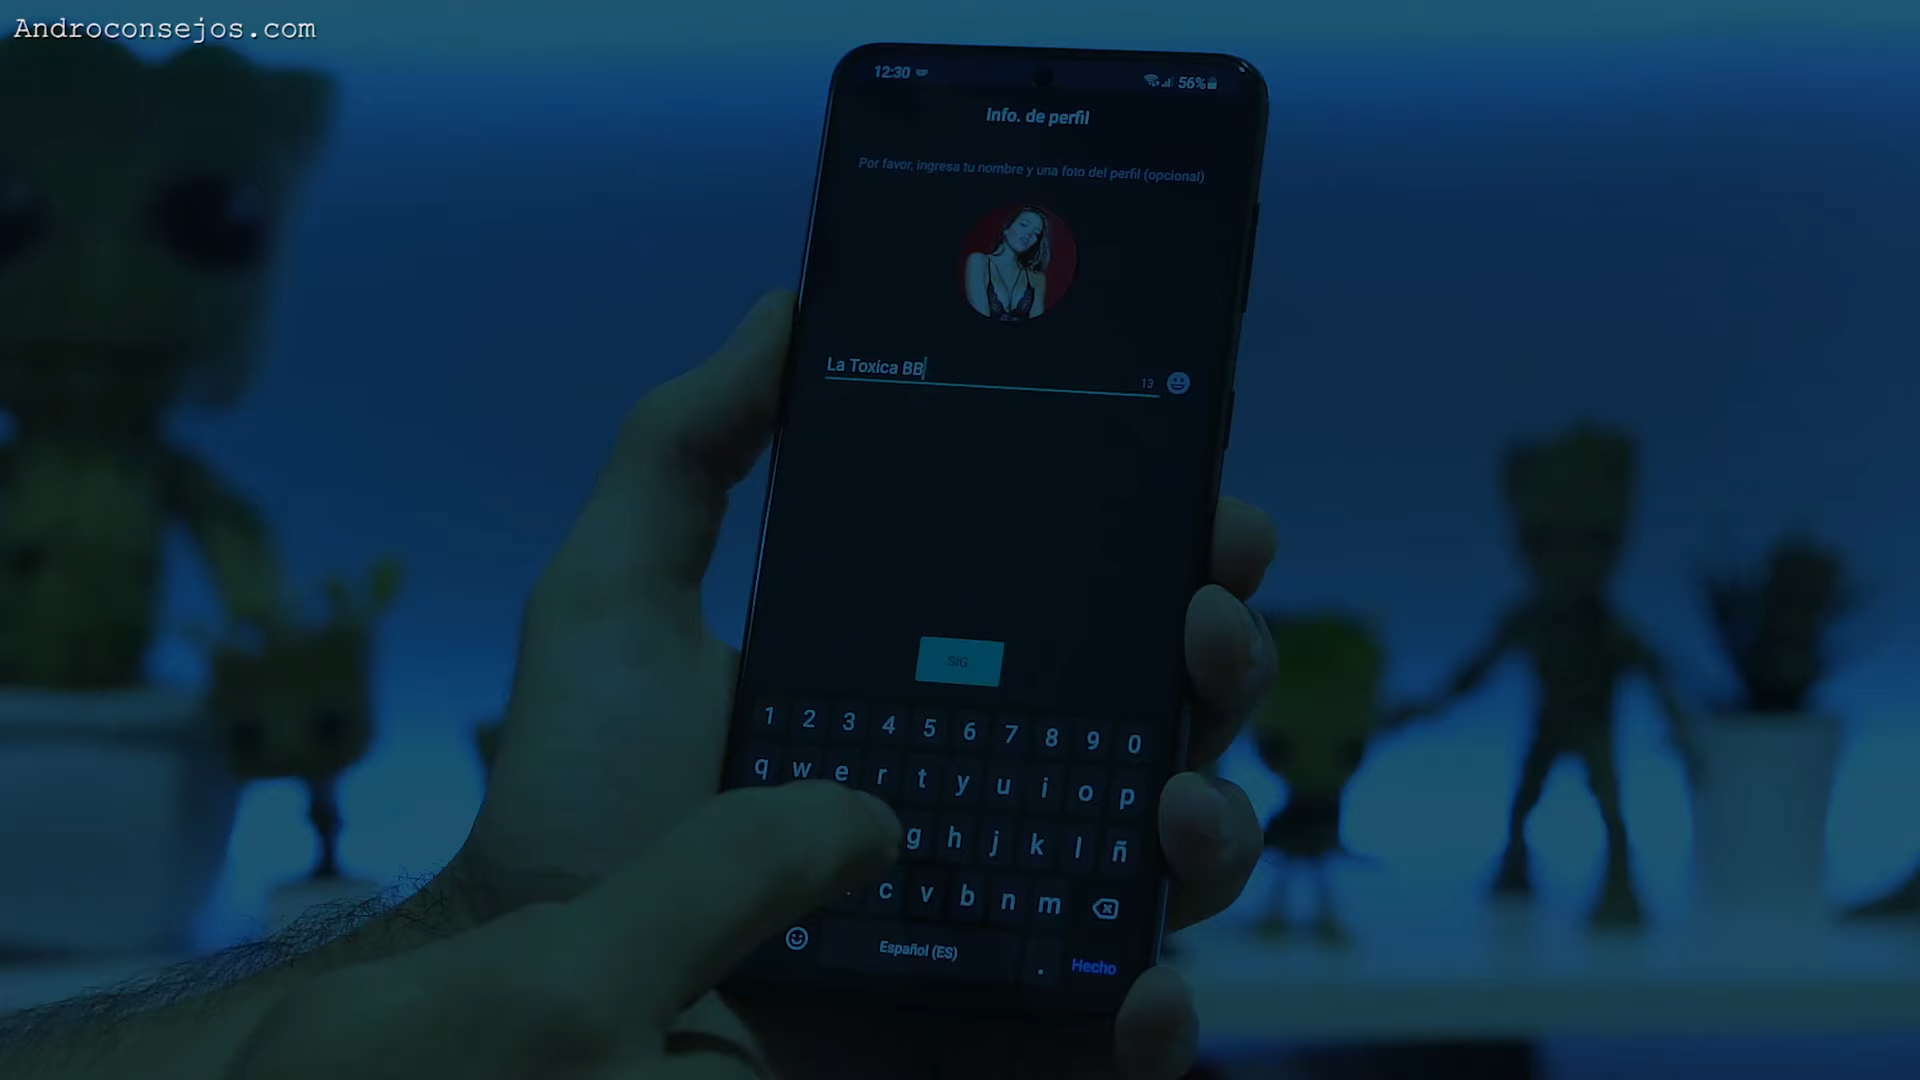 Androconsejos.com
12:30 56%
Info. de perfil
Por favor, ingresa tu nombre y una foto del perfil (opcional)
La Toxica BB
13
SIG
1 2 3 4 5 6 7 8 9 0
q w e r t y u i o p
g h j k l ñ
c v b n m
Español (ES) . Hecho